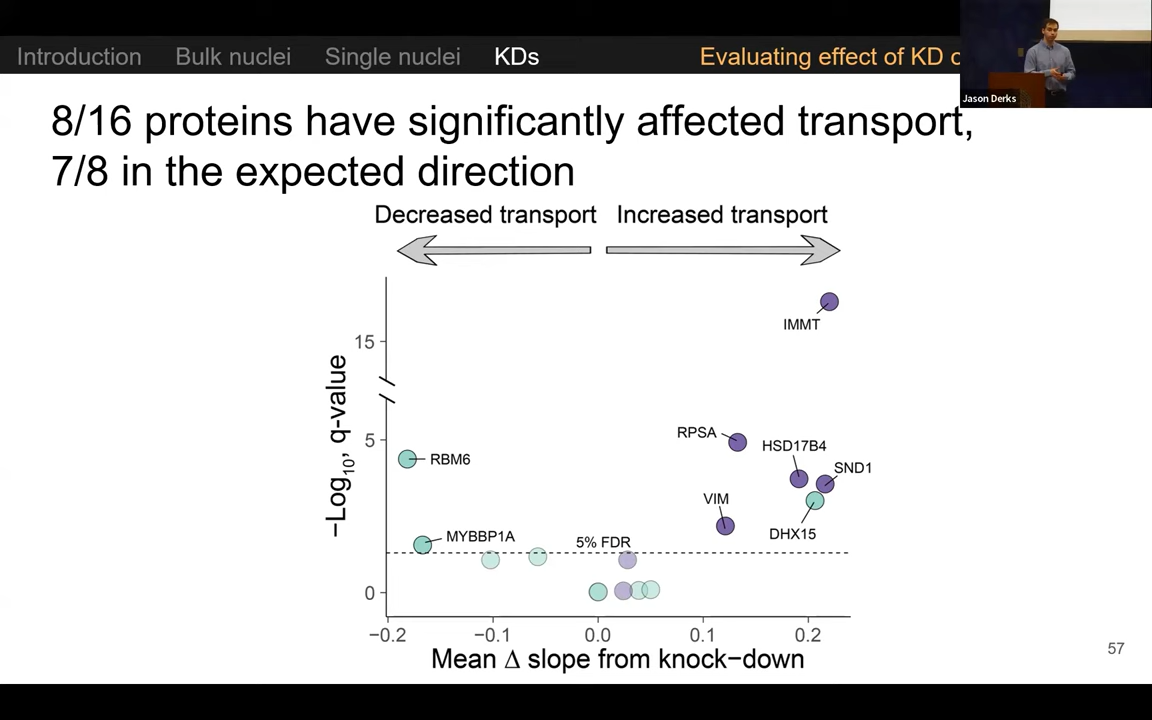 Introduction Bulk nuclei Single nuclei KDs Evaluating effect of KD
Jason Derks
8/16 proteins have significantly affected transport,
7/8 in the expected direction
Decreased transport Increased transport
IMMT
15
−Log10, q−value
RPSA
5
HSD17B4
RBM6
SND1
VIM
DHX15
MYBBP1A
5% FDR
0
−0.2 −0.1 0.0 0.1 0.2
Mean Δ slope from knock−down
57